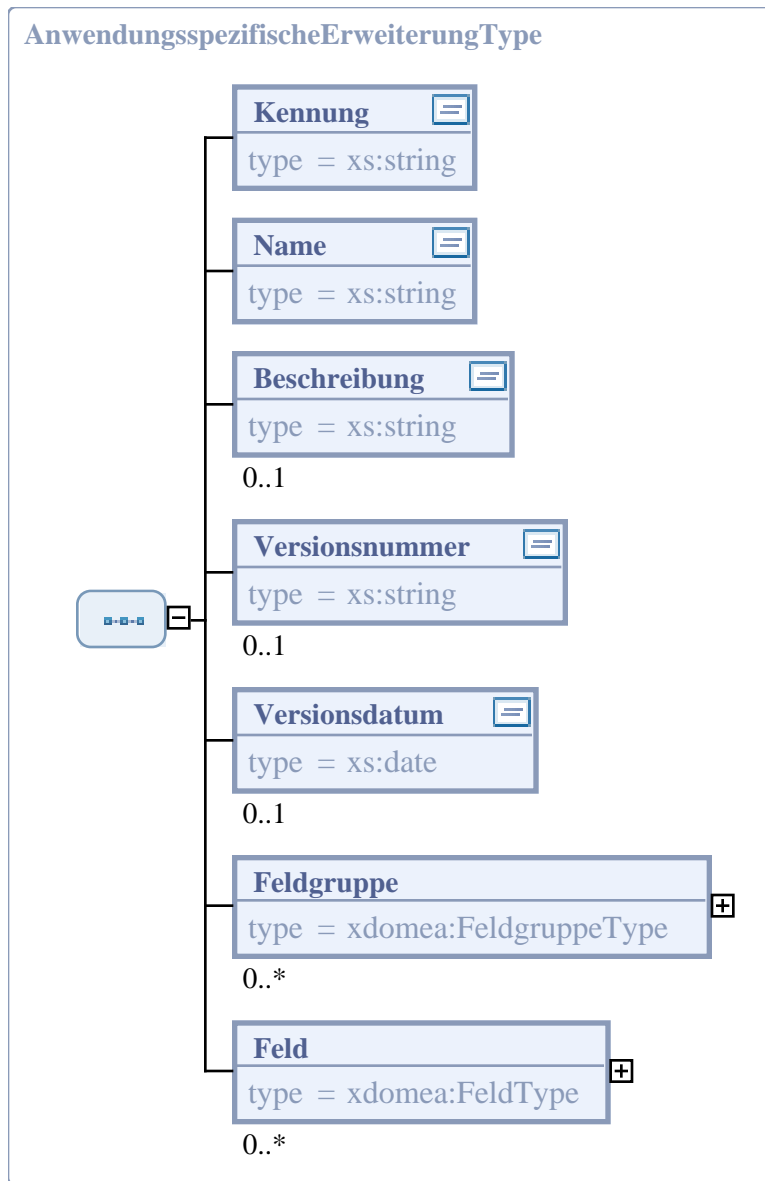 AnwendungsspezifischeErweiterungType
Kennung
type = xs:string
Name
type = xs:string
Beschreibung
type = xs:string
0..1
Versionsnummer
type = xs:string
0..1
Versionsdatum
type = xs:date
0..1
Feldgruppe
type = xdomea:FeldgruppeType
0..*
Feld
type = xdomea:FeldType
0..*